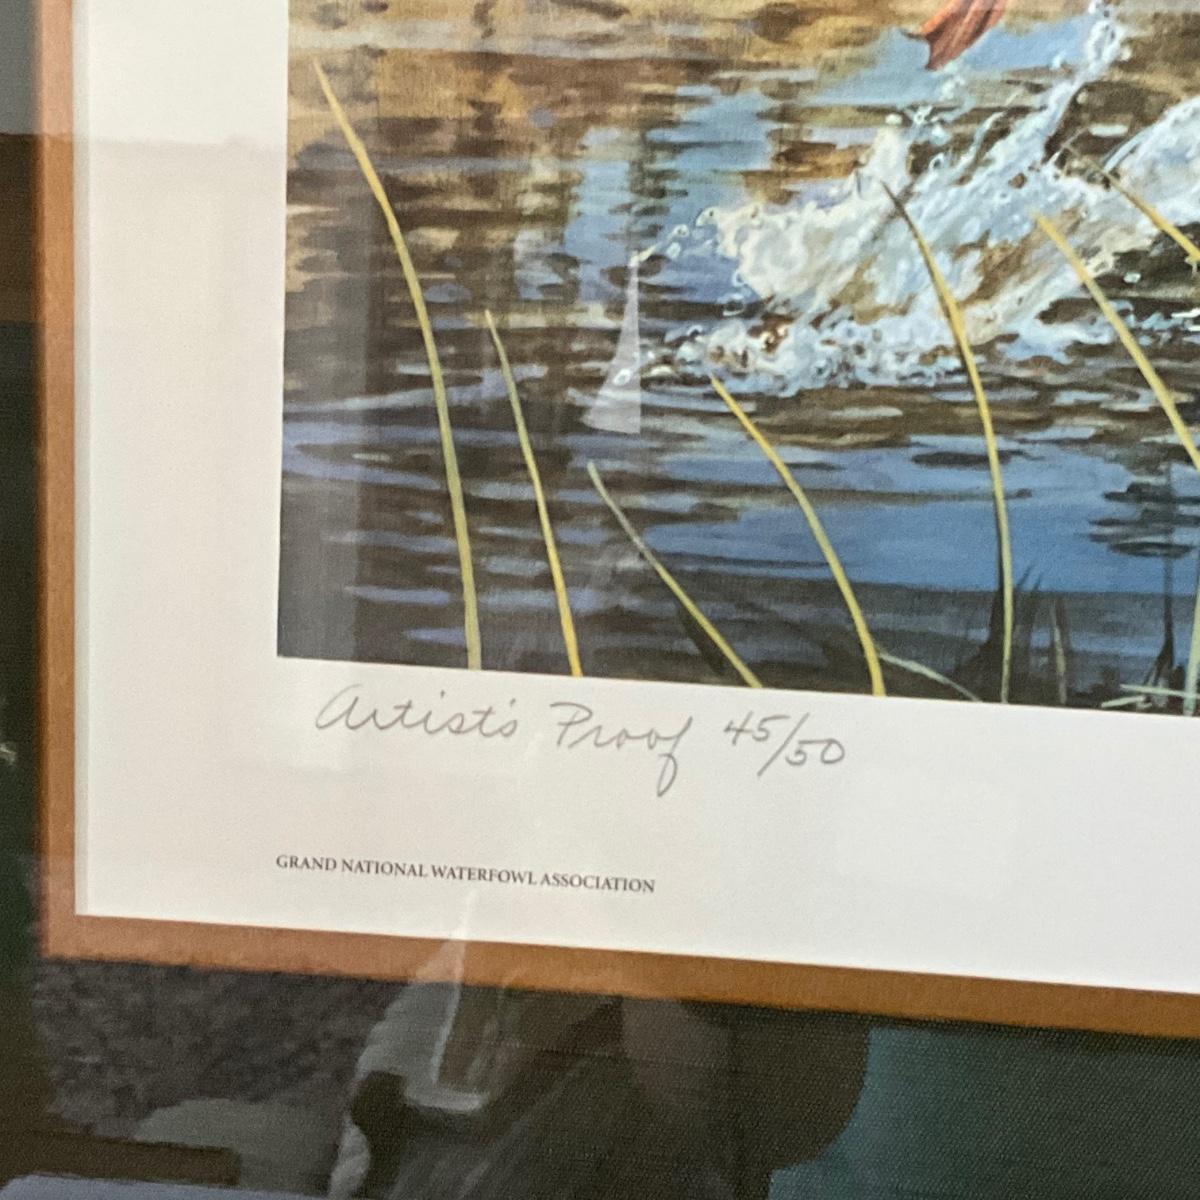 Artist's Proof 45/50
GRAND NATIONAL WATERFOWL ASSOCIATION